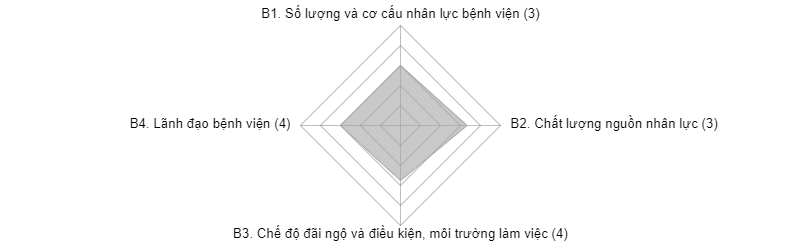 B1. Số lượng và cơ cấu nhân lực bệnh viện (3)
B4. Lãnh đạo bệnh viện (4)
B2. Chất lượng nguồn nhân lực (3)
B3. Chế độ đãi ngộ và điều kiện, môi trường làm việc (4)